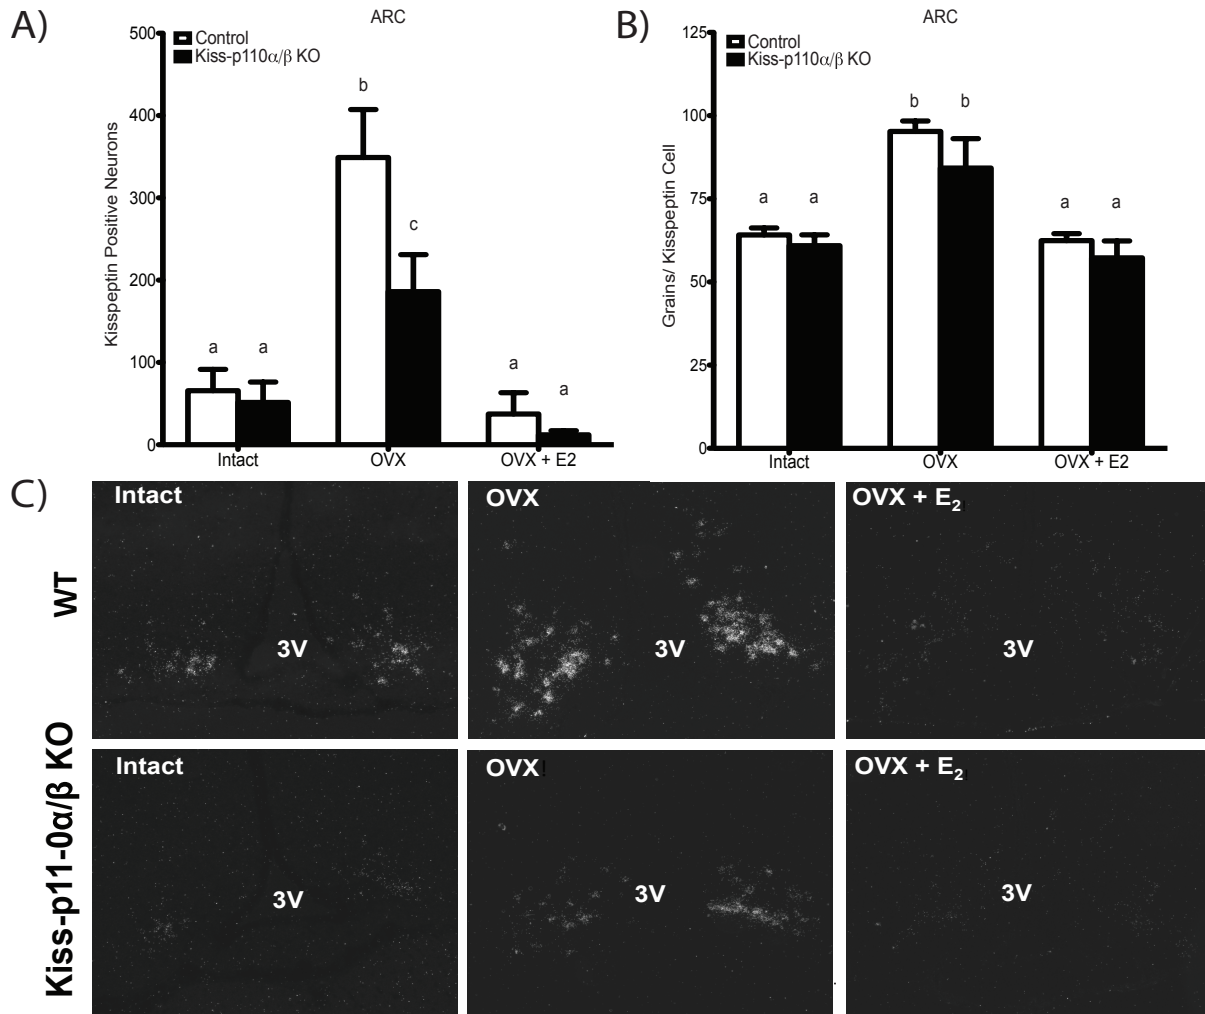 A)
ARC
Control
Kiss-p110α/β KO
Kisspeptin Positive Neurons
500
400
300
200
100
0
a
a
b
c
a
a
Intact
OVX
OVX + E2
B)
ARC
Control
Kiss-p110α/β KO
Grains/ Kisspeptin Cell
125
100
75
50
25
0
a
a
b
b
a
a
Intact
OVX
OVX + E2
C)
WT
Intact
3V
OVX
3V
OVX + E2
3V
Kiss-p11-0α/β KO
Intact
3V
OVX
3V
OVX + E2
3V